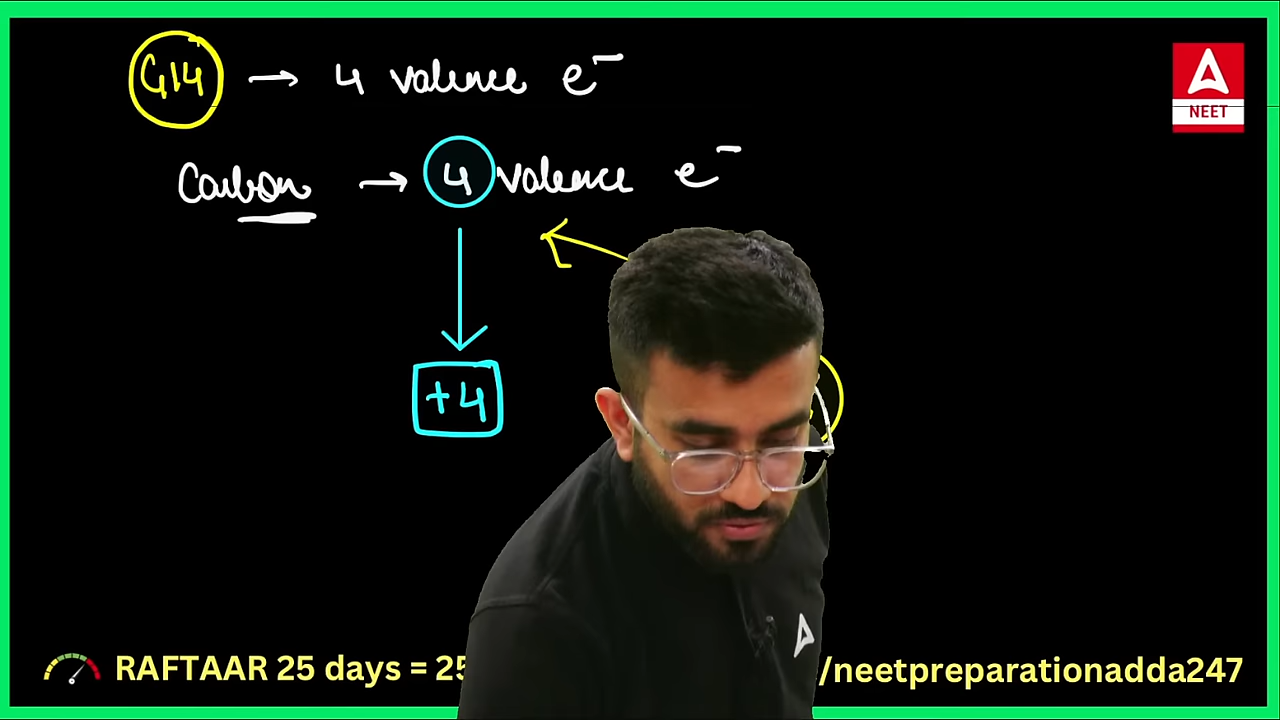 G14 → 4 valence e⁻
NEET
Carbon → 4 valence e⁻
+4
RAFTAAR 25 days = 25
/neetpreparationadda247